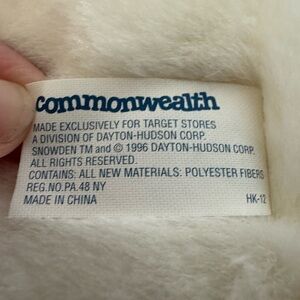 commonwealth
MADE EXCLUSIVELY FOR TARGET STORES
A DIVISION OF DAYTON-HUDSON CORP.
SNOWDEN TM and © 1996 DAYTON-HUDSON CORP.
ALL RIGHTS RESERVED.
CONTAINS: ALL NEW MATERIALS: POLYESTER FIBERS
REG.NO.PA.48 NY HK-12
MADE IN CHINA